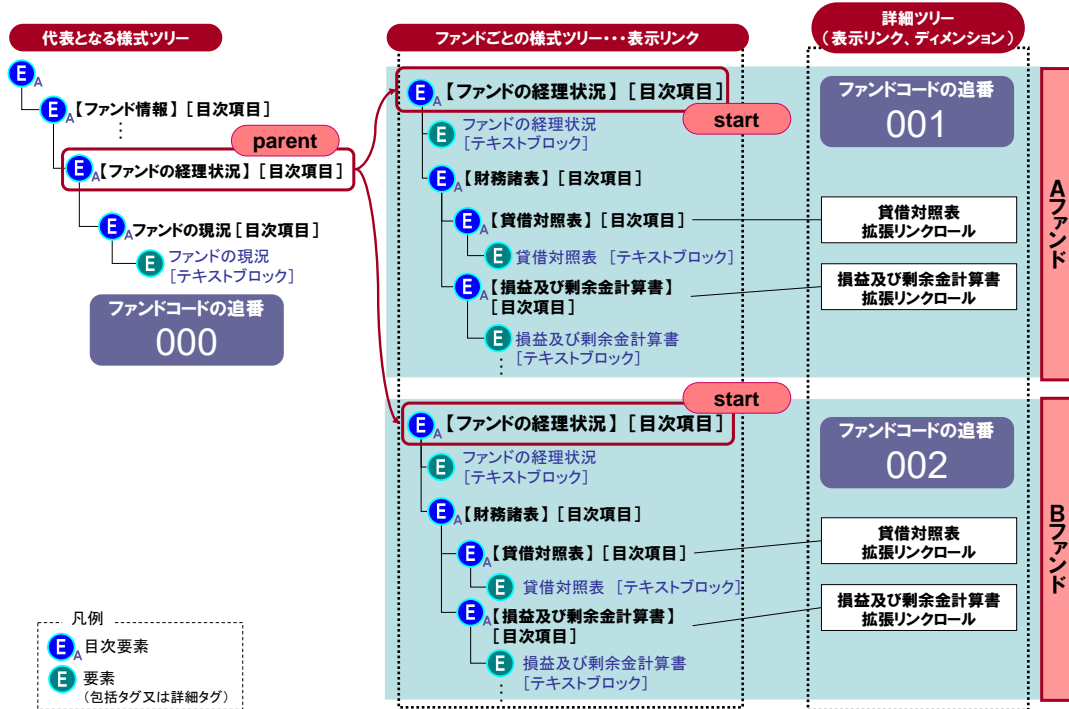 代表となる様式ツリー
E
A
E
A
【ファンド情報】 [目次項目]
⋮
parent
E
A
【ファンドの経理状況】 [目次項目]
E
A
ファンドの現況 [目次項目]
E
ファンドの現況
[テキストブロック]
ファンドコードの追番
000
凡例
E
A
目次要素
E
要素
(包括タグ又は詳細タグ)
ファンドごとの様式ツリー・・・表示リンク
E
A
【ファンドの経理状況】 [目次項目]
start
E
ファンドの経理状況
[テキストブロック]
E
A
【財務諸表】 [目次項目]
E
A
【貸借対照表】 [目次項目]
E
貸借対照表 [テキストブロック]
E
A
【損益及び剰余金計算書】
[目次項目]
E
損益及び剰余金計算書
[テキストブロック]
⋮
start
E
A
【ファンドの経理状況】 [目次項目]
E
ファンドの経理状況
[テキストブロック]
E
A
【財務諸表】 [目次項目]
E
A
【貸借対照表】 [目次項目]
E
貸借対照表 [テキストブロック]
E
A
【損益及び剰余金計算書】
[目次項目]
E
損益及び剰余金計算書
[テキストブロック]
⋮
詳細ツリー
(表示リンク、ディメンション)
ファンドコードの追番
001
貸借対照表
拡張リンクロール
損益及び剰余金計算書
拡張リンクロール
Aファンド
ファンドコードの追番
002
貸借対照表
拡張リンクロール
損益及び剰余金計算書
拡張リンクロール
Bファンド